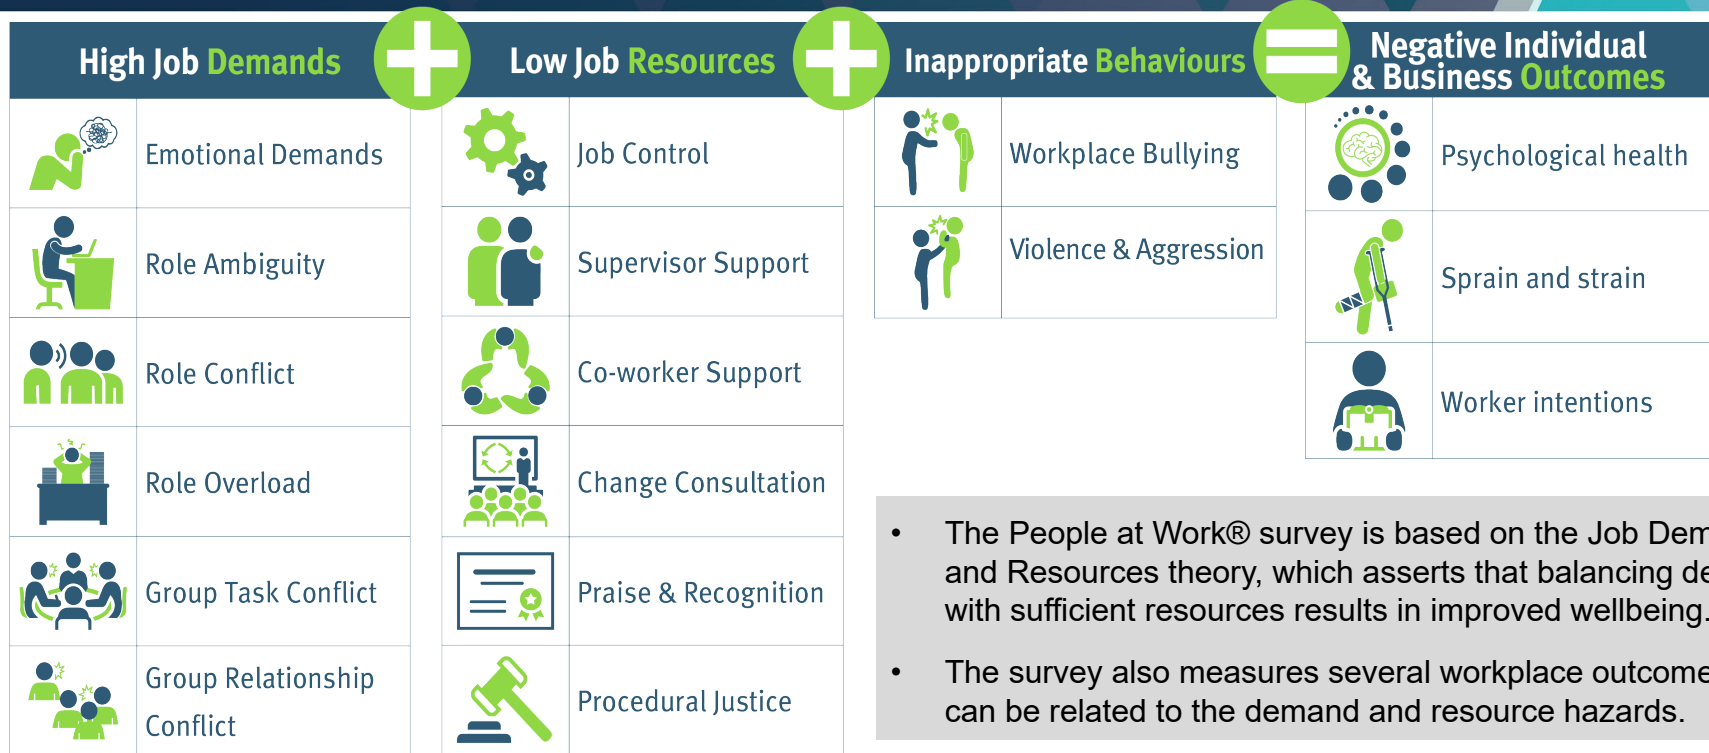 High Job Demands
Low Job Resources
Inappropriate Behaviours
Negative Individual
& Business Outcomes
Emotional Demands
Role Ambiguity
Role Conflict
Role Overload
Group Task Conflict
Group Relationship
Conflict
Job Control
Supervisor Support
Co-worker Support
Change Consultation
Praise & Recognition
Procedural Justice
Workplace Bullying
Violence & Aggression
Psychological health
Sprain and strain
Worker intentions
• The People at Work® survey is based on the Job
and Resources theory, which asserts that balancing
with sufficient resources results in improved wellbeing.
• The survey also measures several workplace
can be related to the demand and resource hazards.